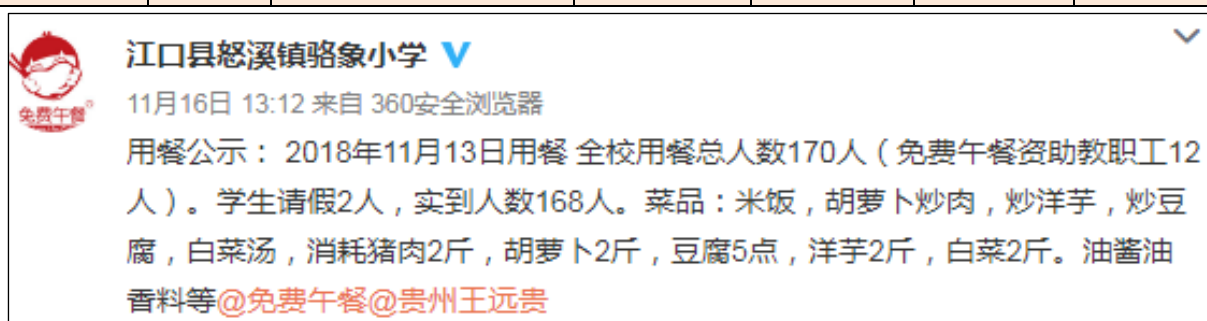 江口县怒溪镇骆象小学
11月16日 13:12 来自 360安全浏览器
免费午餐
用餐公示： 2018年11月13日用餐 全校用餐总人数170人（免费午餐资助教职工12
人）。学生请假2人，实到人数168人。菜品：米饭，胡萝卜炒肉，炒洋芋，炒豆
腐，白菜汤，消耗猪肉2斤，胡萝卜2斤，豆腐5点，洋芋2斤，白菜2斤。油酱油
香料等@免费午餐@贵州王远贵